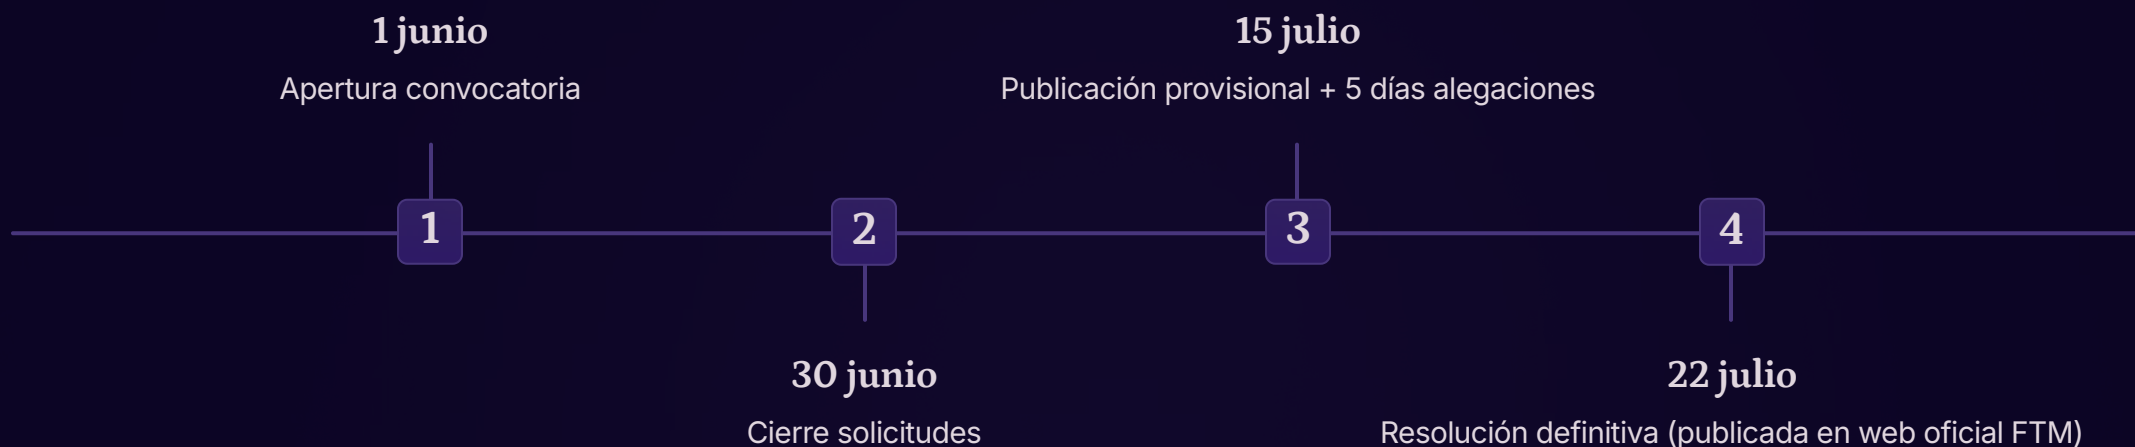 1 junio
Apertura convocatoria
15 julio
Publicación provisional + 5 días alegaciones
1
2
3
4
30 junio
Cierre solicitudes
22 julio
Resolución definitiva (publicada en web oficial FTM)